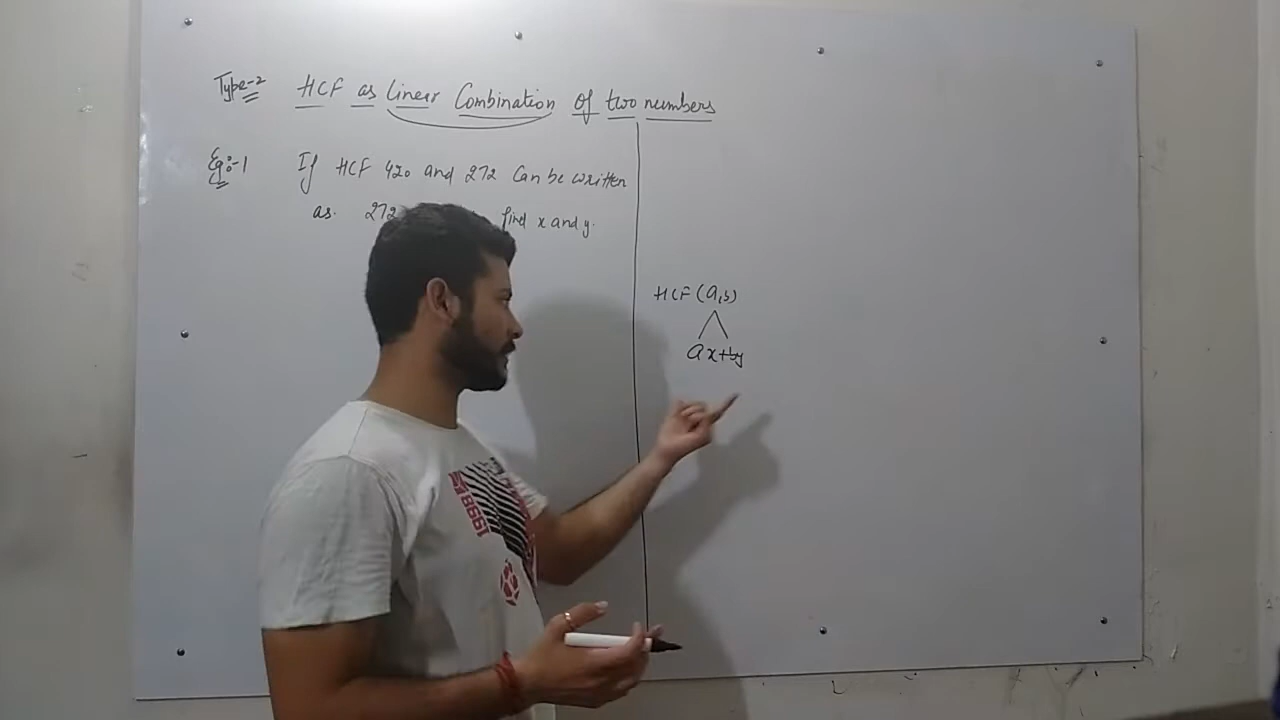 Type-2 HCF as linear Combination of two numbers
Eg:-1 If HCF 420 and 272 Can be written
as. 272 find x and y.
HCF (a,b)
ax+by
1998